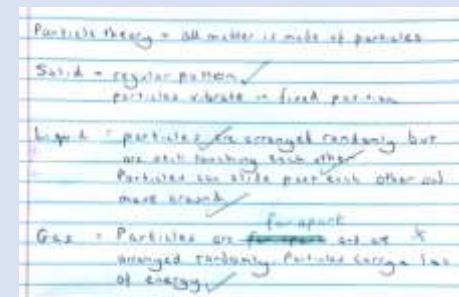 Particle theory = all matter is made of particles
Solid = regular pattern
particles vibrate in fixed position
Liquid = particles are arranged randomly but
are still touching each other
Particles can slide past each other and
move around
far apart
Gas = Particles are and are
arranged randomly. Particles carry a lot
of energy